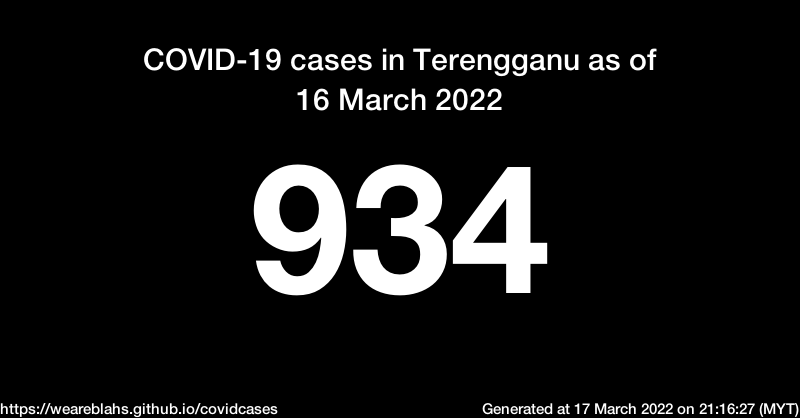 COVID-19 cases in Terengganu as of
16 March 2022
934
https://weareblahs.github.io/covidcases
Generated at 17 March 2022 on 21:16:27 (MYT)